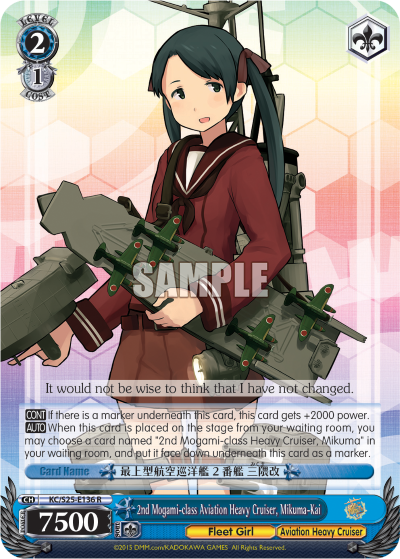 LEVEL
2
1
COST
SAMPLE
It would not be wise to think that I have not changed.
CONT If there is a marker underneath this card, this card gets +2000 power.
AUTO When this card is placed on the stage from your waiting room, you
may choose a card named "2nd Mogami-class Heavy Cruiser, Mikuma" in
your waiting room, and put it face down underneath this card as a marker.
Card Name 最上型航空巡洋艦 2番艦 三隈改
CH KC/S25-E136 R
2nd Mogami-class Aviation Heavy Cruiser, Mikuma-Kai
POWER 7500 SOUL
Fleet Girl Aviation Heavy Cruiser
©2015 DMM.com/KADOKAWA GAMES All Rights Reserved.